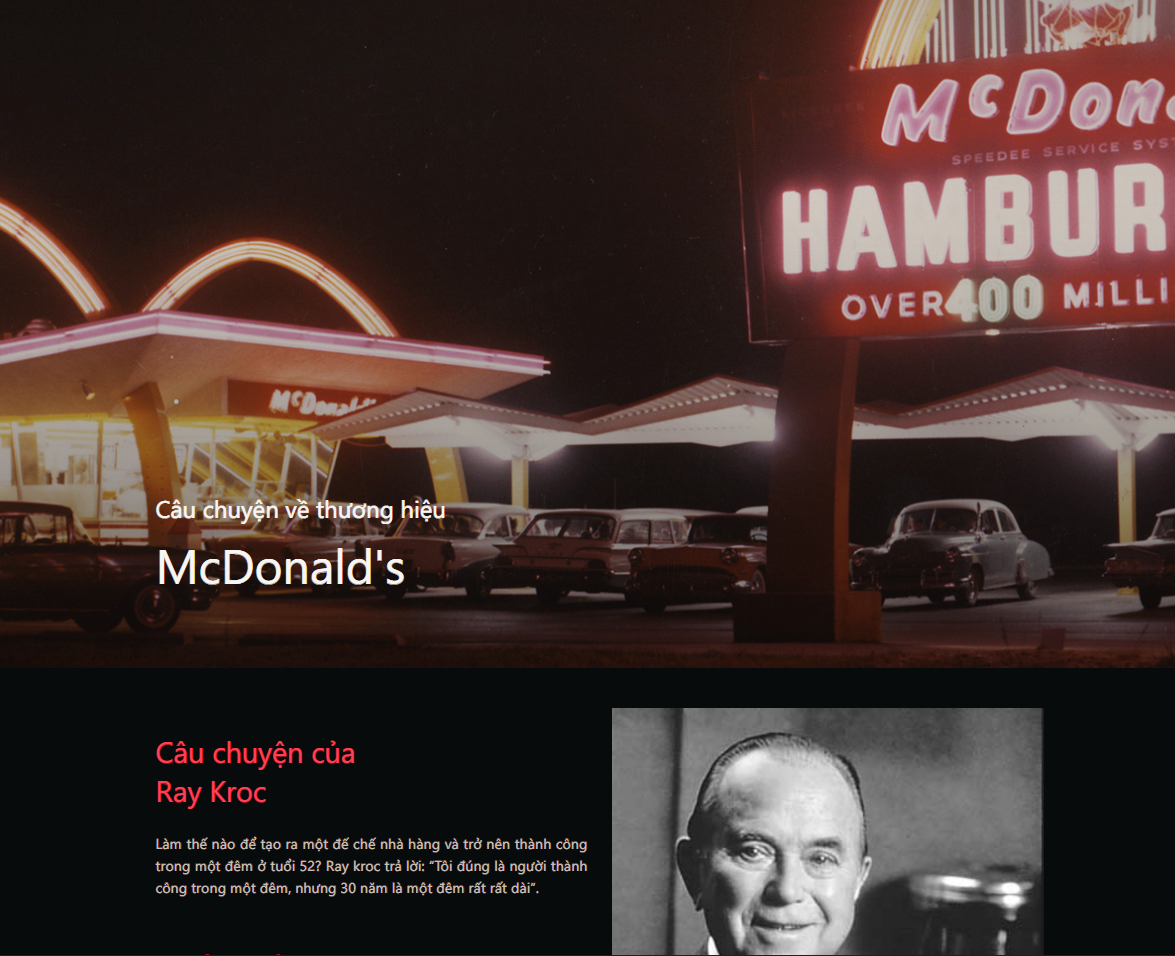 McDon
SPEEDEE SERVICE SYST
HAMBUR
OVER 400 MILLI
McDonald's
Câu chuyện về thương hiệu
McDonald's
Câu chuyện của
Ray Kroc
Làm thế nào để tạo ra một đế chế nhà hàng và trở nên thành công
trong một đêm ở tuổi 52? Ray kroc trả lời: “Tôi đúng là người thành
công trong một đêm, nhưng 30 năm là một đêm rất rất dài”.